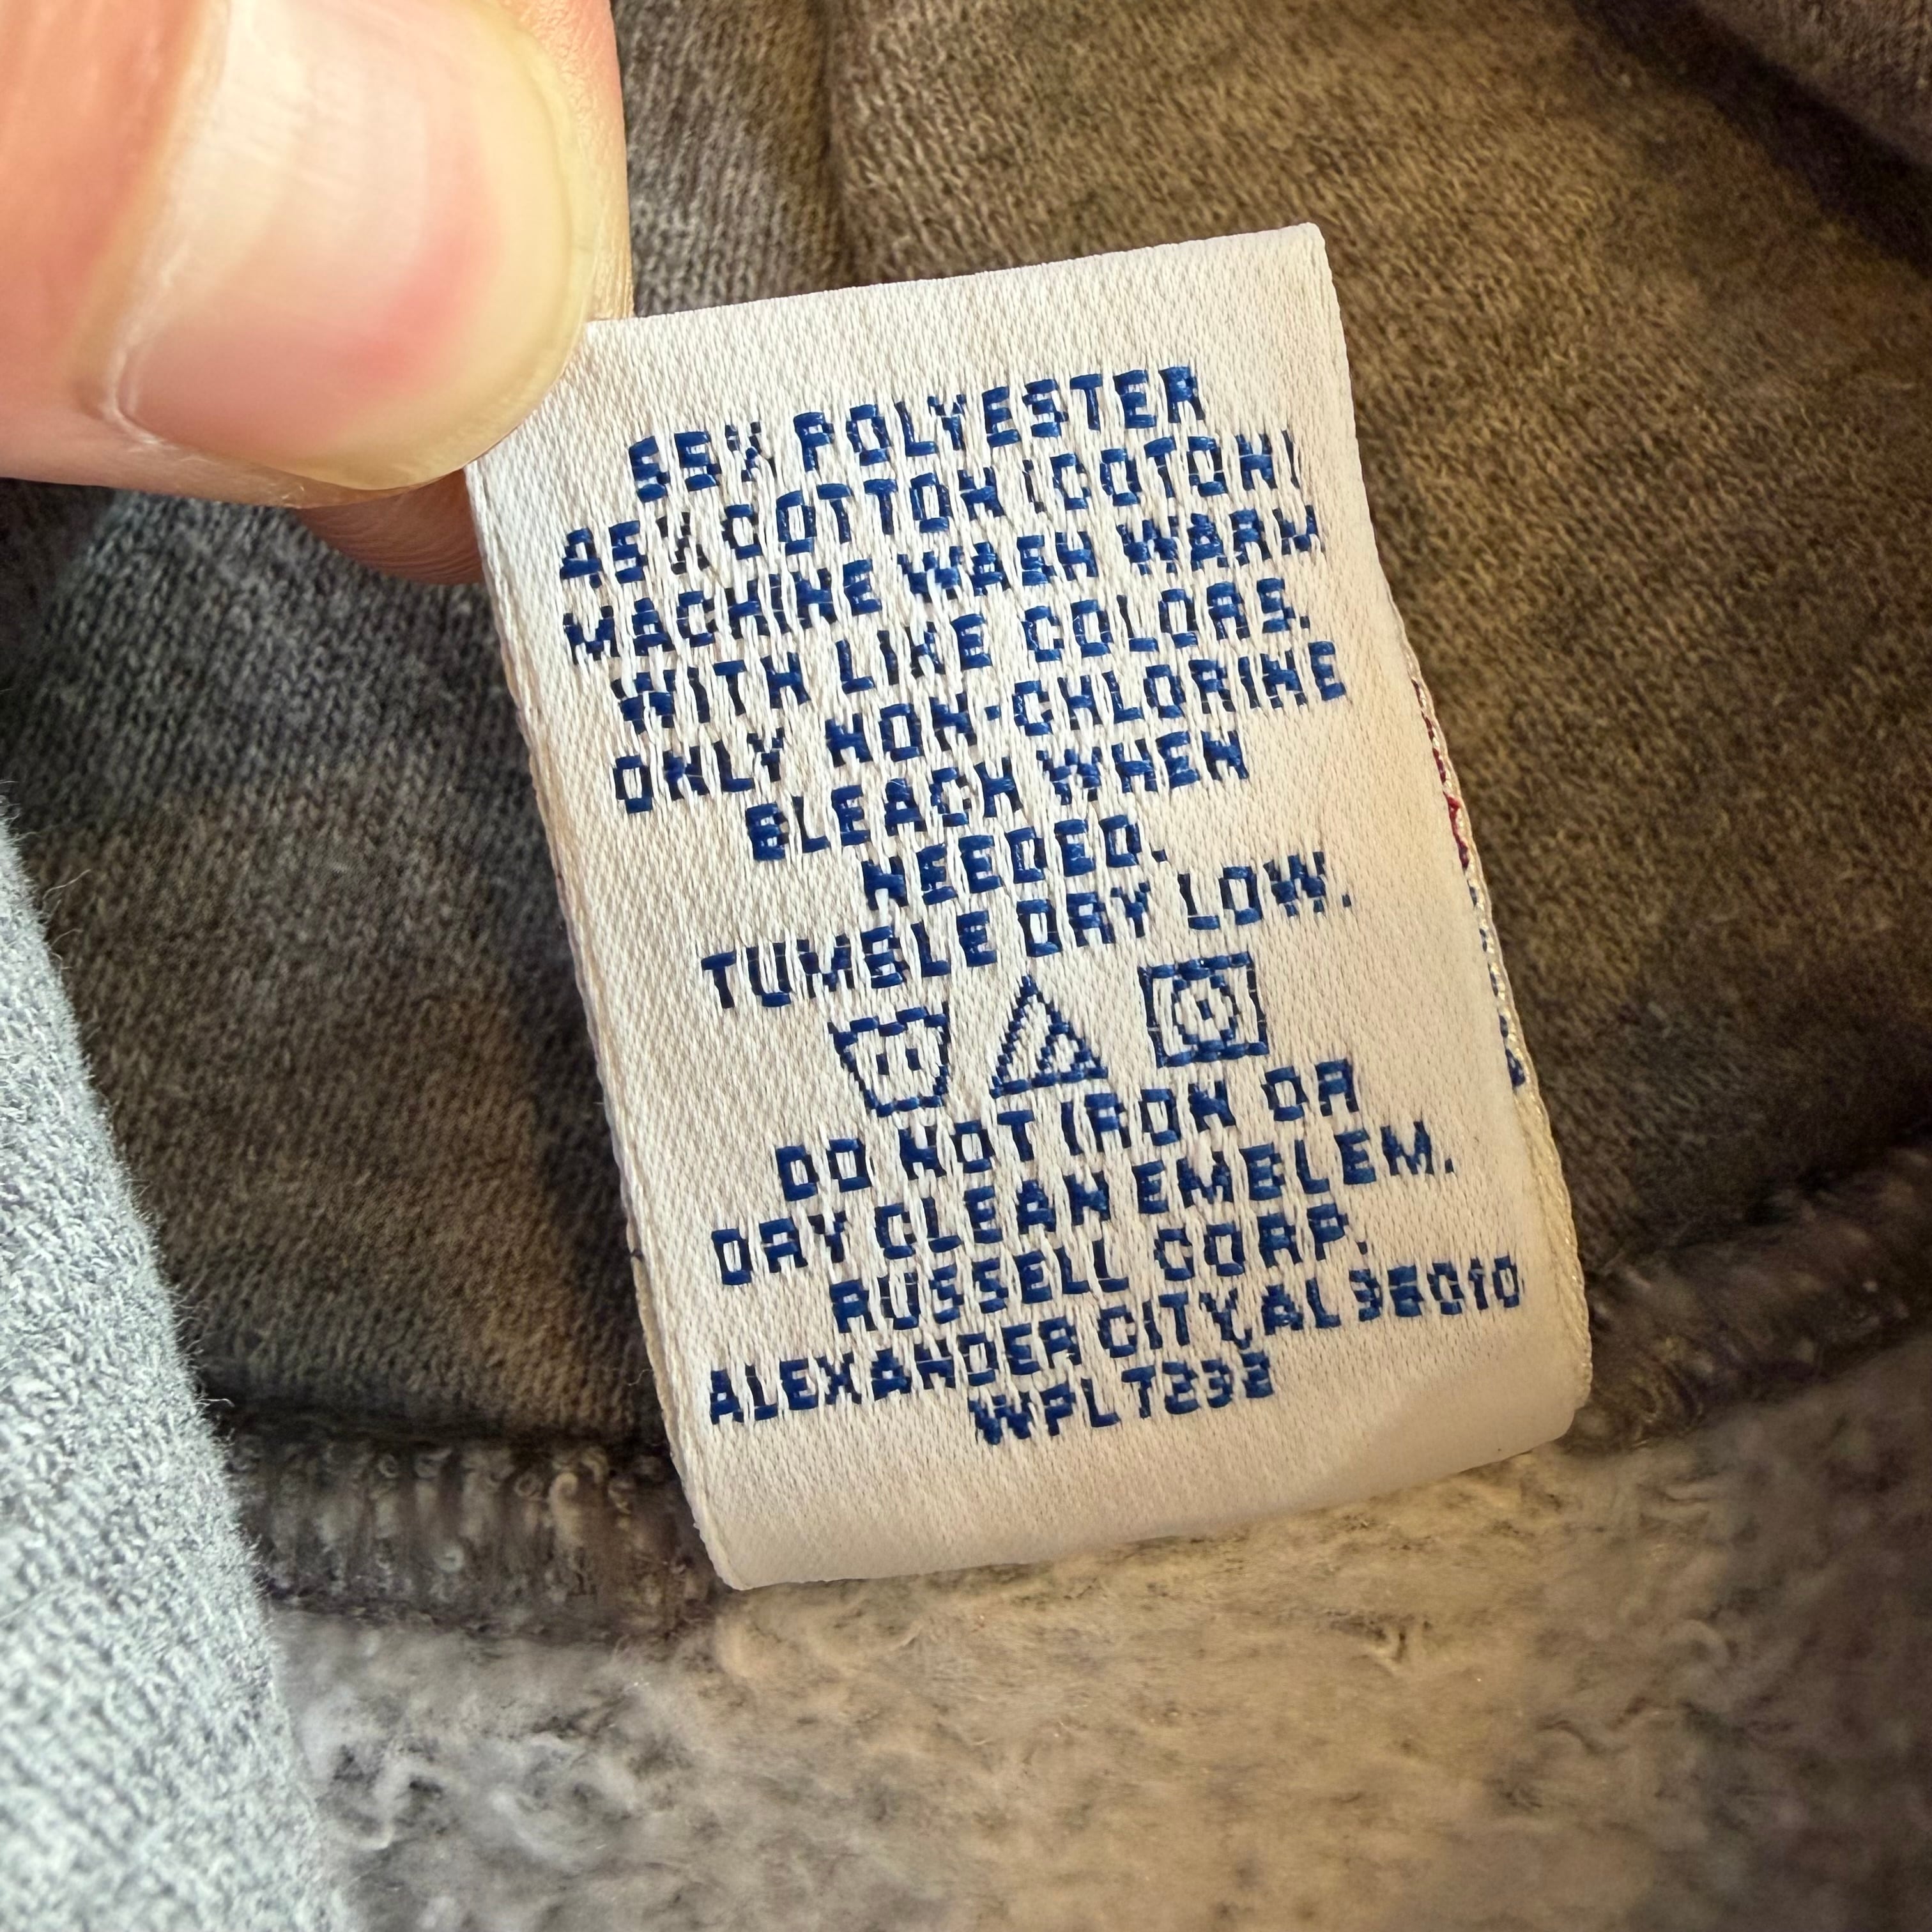 55% POLYESTER
45% COTTON (COTON)
MACHINE WASH WARM
WITH LIKE COLORS.
ONLY NON-CHLORINE
BLEACH WHEN
NEEDED.
TUMBLE DRY LOW.
DO NOT IRON OR
DRY CLEAN EMBLEM.
RUSSELL CORP.
ALEXANDER CITY, AL 35010
WPL 7292